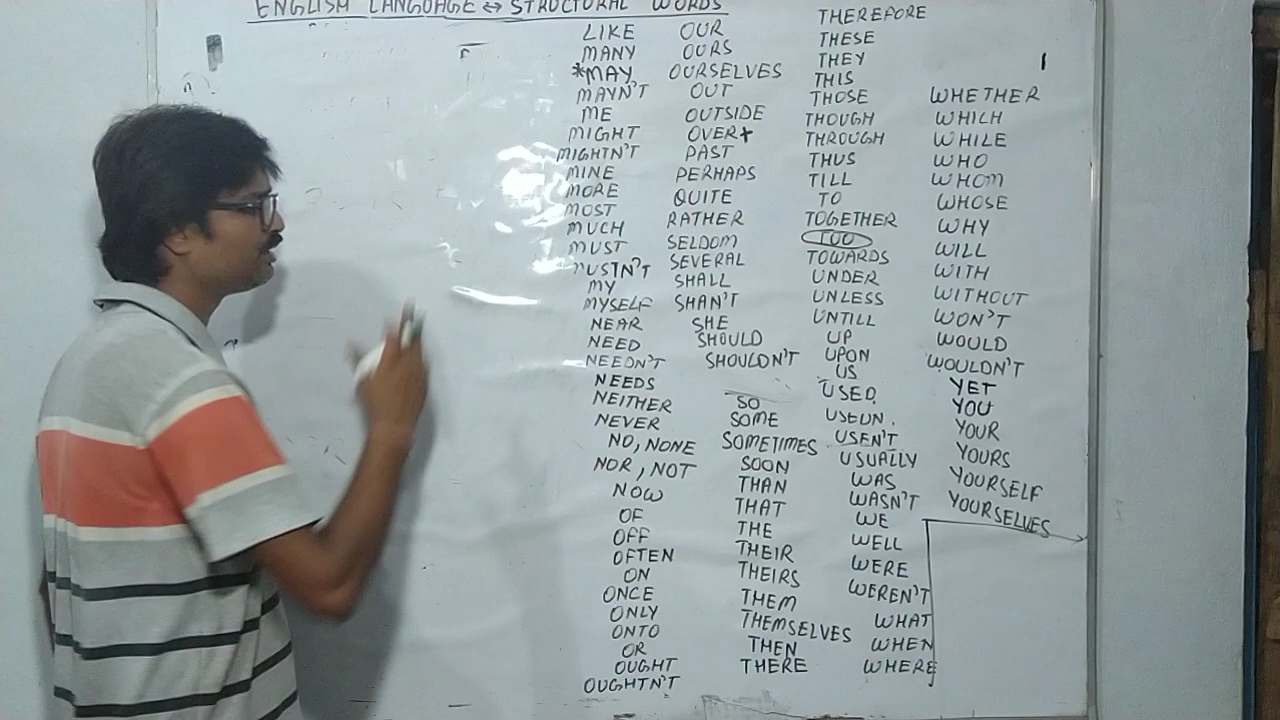 ENGLISH LANGUAGE ↔ STRUCTURAL WORDS
LIKE
MANY
*MAY
MAYN'T
ME
MIGHT
MIGHTN'T
MINE
MORE
MOST
MUCH
MUST
MUSTN'T
MY
MYSELF
NEAR
NEED
NEEDN'T
NEEDS
NEITHER
NEVER
NO, NONE
NOR, NOT
NOW
OF
OFF
OFTEN
ON
ONCE
ONLY
ONTO
OR
OUGHT
OUGHTN'T
OUR
OURS
OURSELVES
OUT
OUTSIDE
OVER
PAST
PERHAPS
QUITE
RATHER
SELDOM
SEVERAL
SHALL
SHAN'T
SHE
SHOULD
SHOULDN'T
SO
SOME
SOMETIMES
SOON
THAN
THAT
THE
THEIR
THEIRS
THEM
THEMSELVES
THEN
THERE
THEREFORE
THESE
THEY
THIS
THOSE
THOUGH
THROUGH
THUS
TILL
TO
TOGETHER
TOO
TOWARDS
UNDER
UNLESS
UNTILL
UP
UPON
US
USED
USEN'T
USUALLY
WAS
WASN'T
WE
WELL
WERE
WEREN'T
WHAT
WHEN
WHERE
WHETHER
WHICH
WHILE
WHO
WHOM
WHOSE
WHY
WILL
WITH
WITHOUT
WON'T
WOULD
WOULDN'T
YET
YOU
YOUR
YOURS
YOURSELF
YOURSELVES